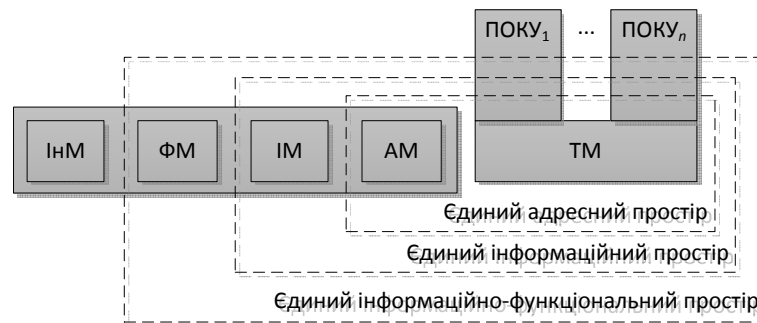 ПОКУ1 ... ПОКУn
ІнМ ФМ ІМ АМ ТМ
Єдиний адресний простір
Єдиний інформаційний простір
Єдиний інформаційно-функціональний простір